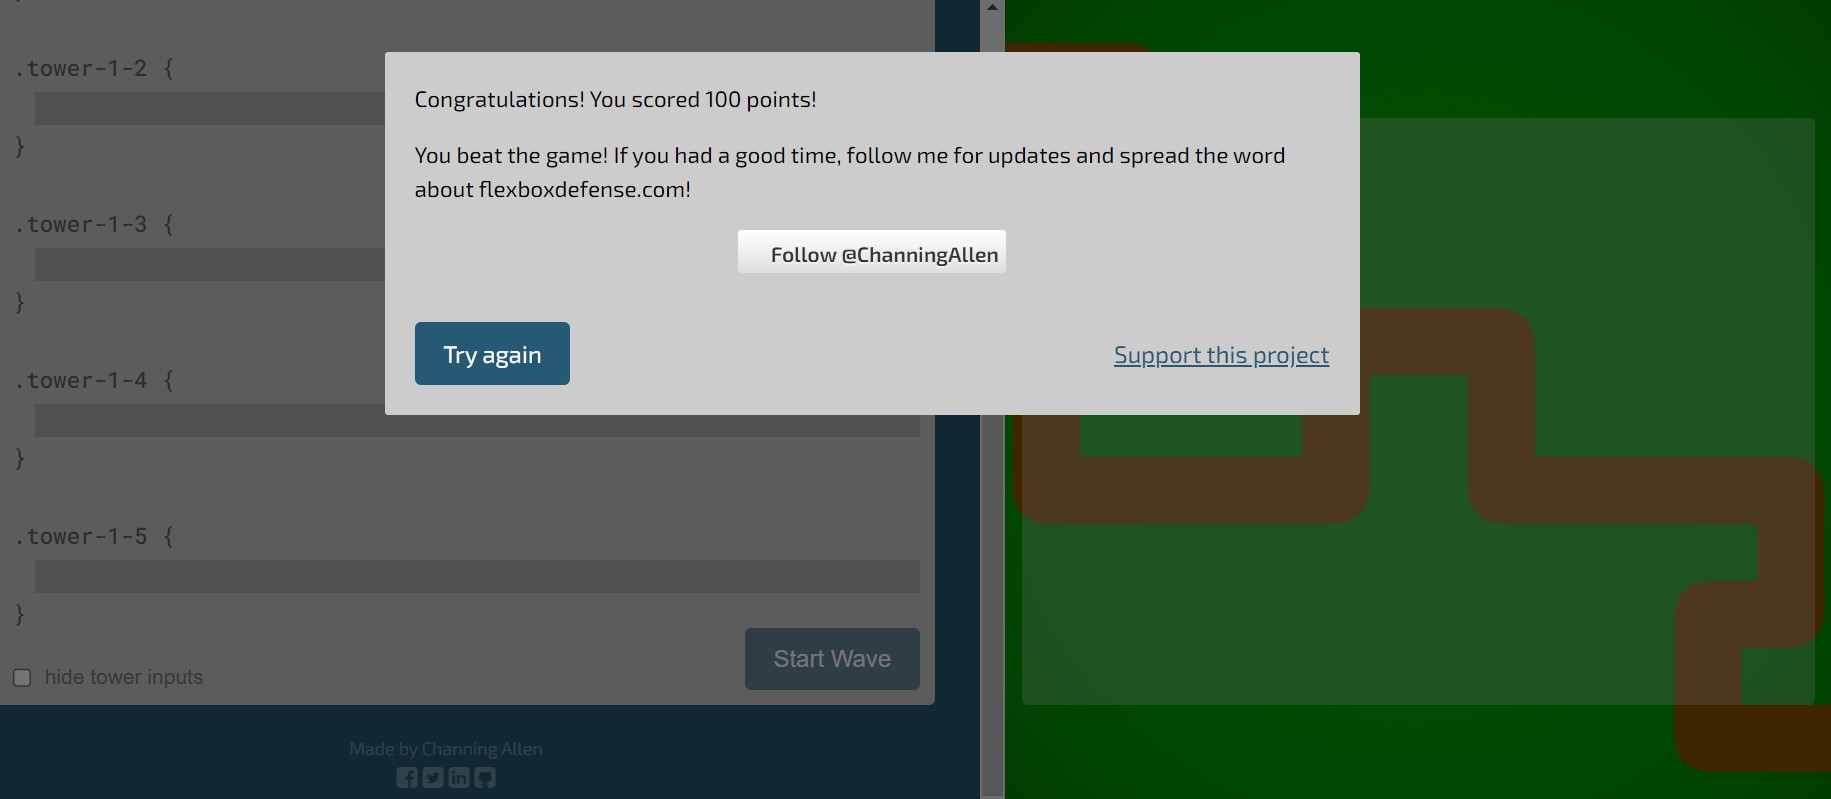 }
.tower-1-2 {
}
.tower-1-3 {
}
.tower-1-4 {
}
.tower-1-5 {
}
hide tower inputs
Start Wave
Made by Channing Allen
Congratulations! You scored 100 points!
You beat the game! If you had a good time, follow me for updates and spread the word
about flexboxdefense.com!
Follow @ChanningAllen
Try again
Support this project